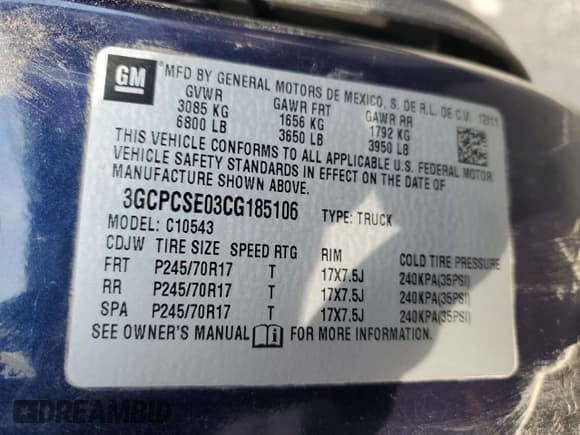 GM
MFD BY GENERAL MOTORS DE MEXICO, S. DE R.L. DE C.V. 12/11
GVWR GAWR FRT GAWR RR
3085 KG 1656 KG 1792 KG
6800 LB 3650 LB 3950 LB
THIS VEHICLE CONFORMS TO ALL APPLICABLE U.S. FEDERAL MOTOR
VEHICLE SAFETY STANDARDS IN EFFECT ON THE DATE OF
MANUFACTURE SHOWN ABOVE.
3GCPCSE03CG185106 TYPE: TRUCK
MODEL: C10543
CDJW TIRE SIZE SPEED RTG RIM COLD TIRE PRESSURE
FRT P245/70R17 T 17X7.5J 240KPA(35PSI)
RR P245/70R17 T 17X7.5J 240KPA(35PSI)
SPA P245/70R17 T 17X7.5J 240KPA(35PSI)
SEE OWNER'S MANUAL FOR MORE INFORMATION.
DREAMBID